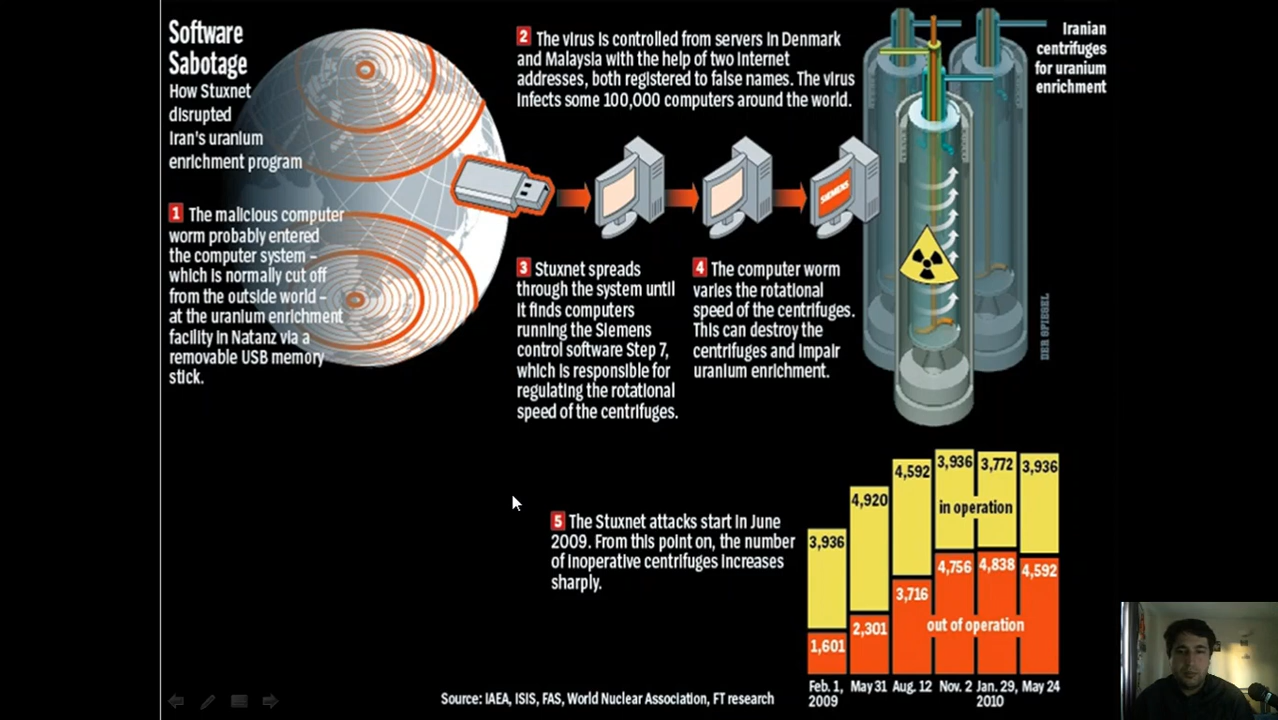 Software
Sabotage
How Stuxnet
disrupted
Iran's uranium
enrichment program
1 The malicious computer
worm probably entered
the computer system –
which is normally cut off
from the outside world –
at the uranium enrichment
facility in Natanz via a
removable USB memory
stick.
2 The virus is controlled from servers in Denmark
and Malaysia with the help of two Internet
addresses, both registered to false names. The virus
infects some 100,000 computers around the world.
SIEMENS
Iranian
centrifuges
for uranium
enrichment
3 Stuxnet spreads
through the system until
it finds computers
running the Siemens
control software Step 7,
which is responsible for
regulating the rotational
speed of the centrifuges.
4 The computer worm
varies the rotational
speed of the centrifuges.
This can destroy the
centrifuges and impair
uranium enrichment.
DER SPIEGEL
5 The Stuxnet attacks start in June
2009. From this point on, the number
of inoperative centrifuges increases
sharply.
3,936 4,920 4,592 3,936 3,772 3,936
in operation
1,601 2,301 3,716 4,756 4,838 4,592
out of operation
Feb. 1, May 31 Aug. 12 Nov. 2 Jan. 29, May 24
2009 2010
Source: IAEA, ISIS, FAS, World Nuclear Association, FT research